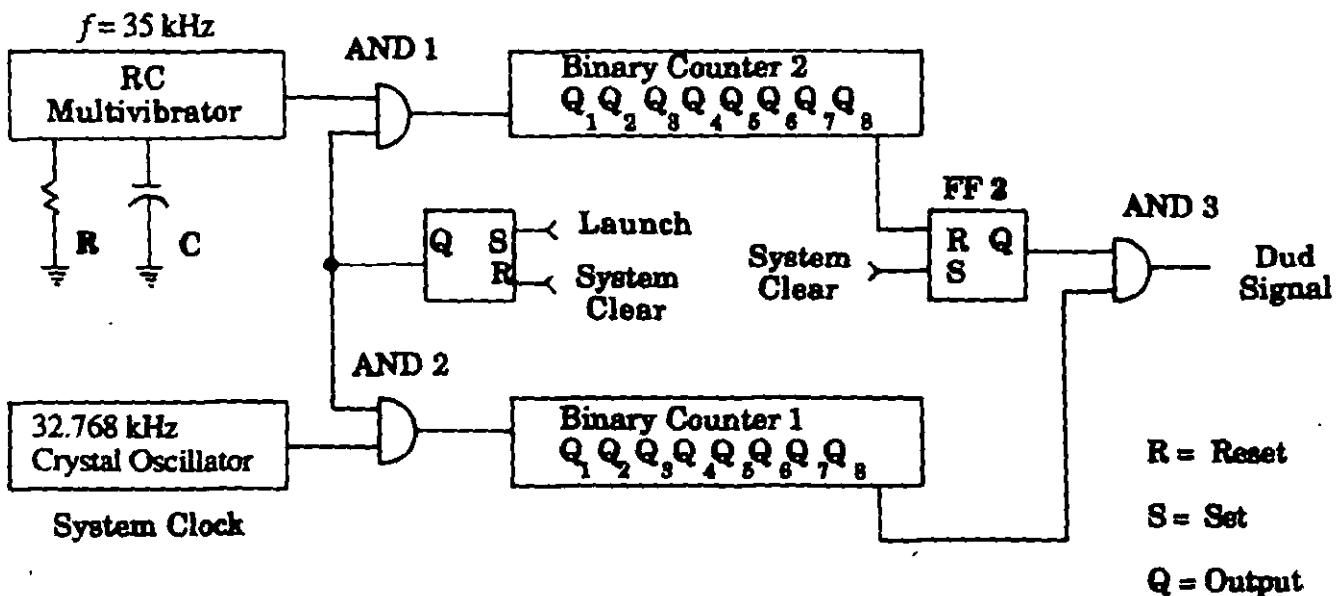 f = 35 kHz
RC
Multivibrator
R
C
AND 1
Binary Counter 2
Q1 Q2 Q3 Q4 Q5 Q6 Q7 Q8
Q S
R
Launch
System
Clear
System
Clear
FF 2
R Q
S
AND 3
Dud
Signal
AND 2
32.768 kHz
Crystal Oscillator
System Clock
Binary Counter 1
Q1 Q2 Q3 Q4 Q5 Q6 Q7 Q8
R = Reset
S = Set
Q = Output